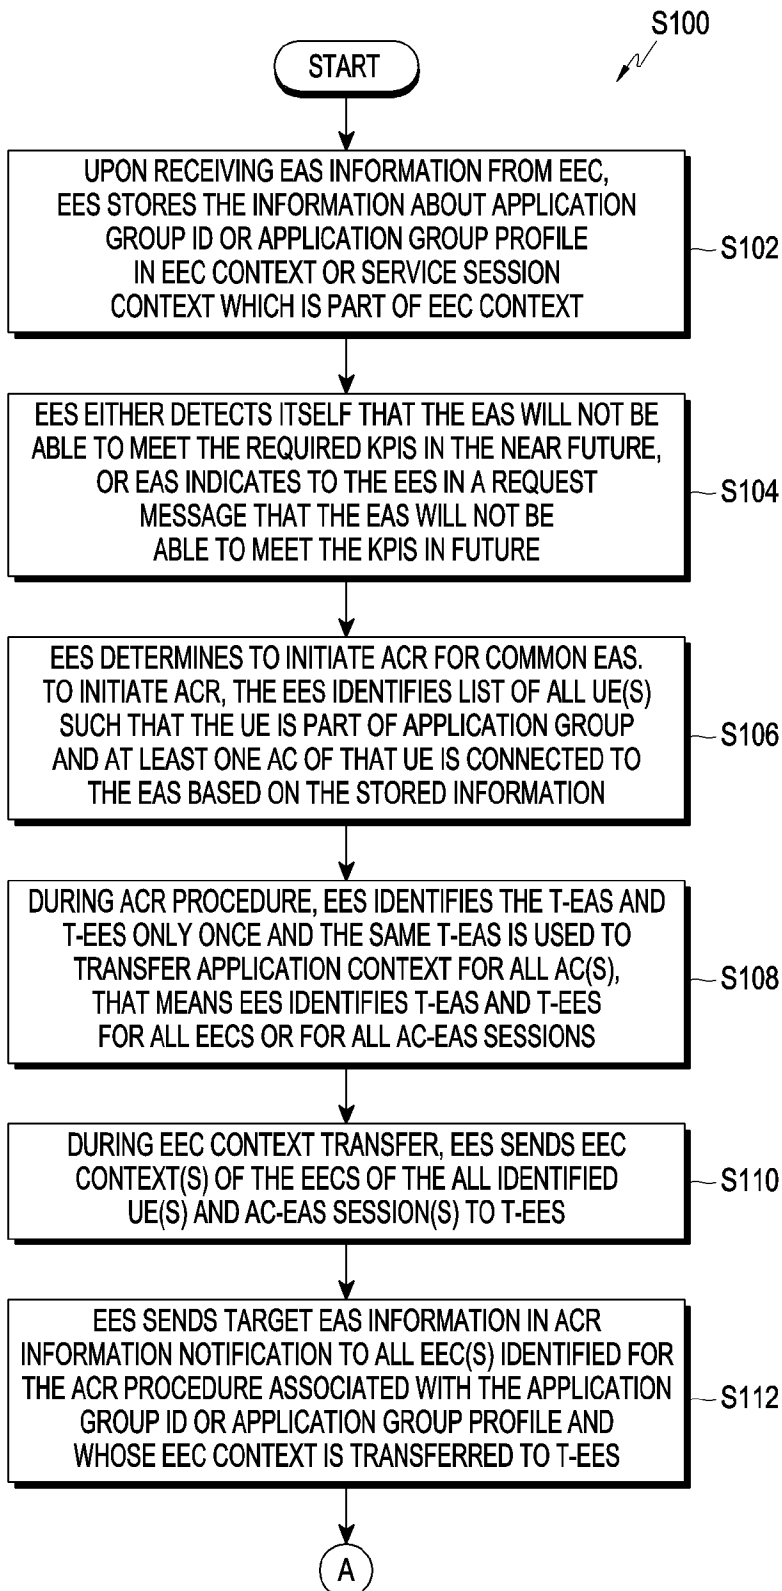 S100
START
UPON RECEIVING EAS INFORMATION FROM EEC,
EES STORES THE INFORMATION ABOUT APPLICATION
GROUP ID OR APPLICATION GROUP PROFILE
IN EEC CONTEXT OR SERVICE SESSION
CONTEXT WHICH IS PART OF EEC CONTEXT
S102
EES EITHER DETECTS ITSELF THAT THE EAS WILL NOT BE
ABLE TO MEET THE REQUIRED KPIS IN THE NEAR FUTURE,
OR EAS INDICATES TO THE EES IN A REQUEST
MESSAGE THAT THE EAS WILL NOT BE
ABLE TO MEET THE KPIS IN FUTURE
S104
EES DETERMINES TO INITIATE ACR FOR COMMON EAS.
TO INITIATE ACR, THE EES IDENTIFIES LIST OF ALL UE(S)
SUCH THAT THE UE IS PART OF APPLICATION GROUP
AND AT LEAST ONE AC OF THAT UE IS CONNECTED TO
THE EAS BASED ON THE STORED INFORMATION
S106
DURING ACR PROCEDURE, EES IDENTIFIES THE T-EAS AND
T-EES ONLY ONCE AND THE SAME T-EAS IS USED TO
TRANSFER APPLICATION CONTEXT FOR ALL AC(S),
THAT MEANS EES IDENTIFIES T-EAS AND T-EES
FOR ALL EECS OR FOR ALL AC-EAS SESSIONS
S108
DURING EEC CONTEXT TRANSFER, EES SENDS EEC
CONTEXT(S) OF THE EECS OF THE ALL IDENTIFIED
UE(S) AND AC-EAS SESSION(S) TO T-EES
S110
EES SENDS TARGET EAS INFORMATION IN ACR
INFORMATION NOTIFICATION TO ALL EEC(S) IDENTIFIED FOR
THE ACR PROCEDURE ASSOCIATED WITH THE APPLICATION
GROUP ID OR APPLICATION GROUP PROFILE AND
WHOSE EEC CONTEXT IS TRANSFERRED TO T-EES
S112
A